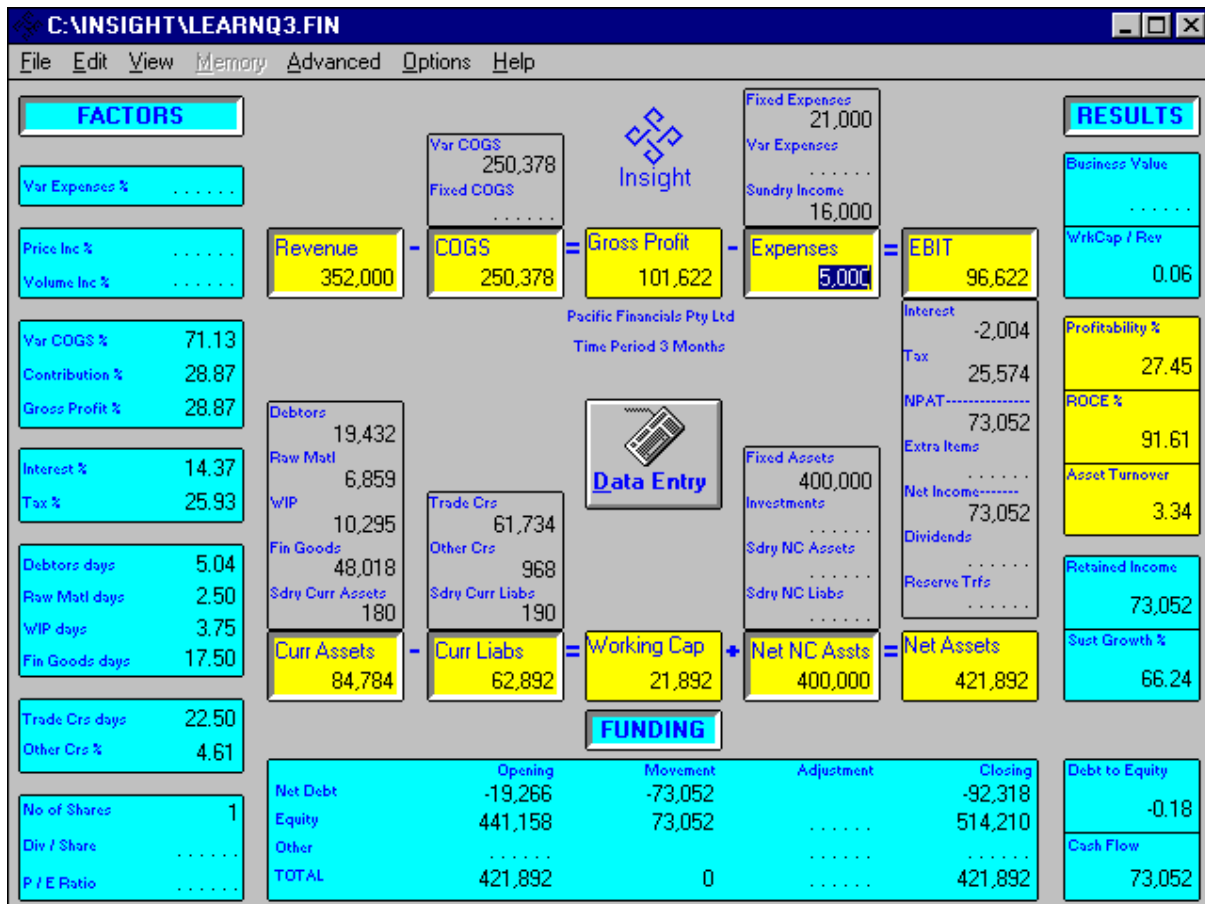 C:\INSIGHT\LEARNQ3.FIN
File Edit View Memory Advanced Options Help
FACTORS
Var Expenses % . . . . . .
Price Inc % . . . . . .
Volume Inc % . . . . . .
Var COGS % 71.13
Contribution % 28.87
Gross Profit % 28.87
Interest % 14.37
Tax % 25.93
Debtors days 5.04
Raw Matl days 2.50
WIP days 3.75
Fin Goods days 17.50
Trade Crs days 22.50
Other Crs % 4.61
No of Shares 1
Div / Share . . . . . .
P / E Ratio . . . . . .
Var COGS
250,378
Fixed COGS
. . . . . .
Insight
Fixed Expenses
21,000
Var Expenses
. . . . . .
Sundry Income
16,000
Revenue - COGS = Gross Profit - Expenses = EBIT
352,000 250,378 101,622 5,000 96,622
Pacific Financials Pty Ltd
Time Period 3 Months
Interest
-2,004
Tax
25,574
NPAT---------------
73,052
Extra Items
. . . . . .
Net Income-------
73,052
Dividends
. . . . . .
Reserve Trfs
. . . . . .
Debtors
19,432
Raw Matl
6,859
WIP
10,295
Fin Goods
48,018
Sdry Curr Assets
180
Trade Crs
61,734
Other Crs
968
Sdry Curr Liabs
190
Data Entry
Fixed Assets
400,000
Investments
. . . . . .
Sdry NC Assets
. . . . . .
Sdry NC Liabs
. . . . . .
Curr Assets - Curr Liabs = Working Cap + Net NC Assts = Net Assets
84,784 62,892 21,892 400,000 421,892
FUNDING
Opening Movement Adjustment Closing
Net Debt -19,266 -73,052 -92,318
Equity 441,158 73,052 . . . . . . 514,210
Other . . . . . . . . . . . . . . . . . .
TOTAL 421,892 0 . . . . . . 421,892
RESULTS
Business Value
. . . . . .
WrkCap / Rev
0.06
Profitability %
27.45
ROCE %
91.61
Asset Turnover
3.34
Retained Income
73,052
Sust Growth %
66.24
Debt to Equity
-0.18
Cash Flow
73,052